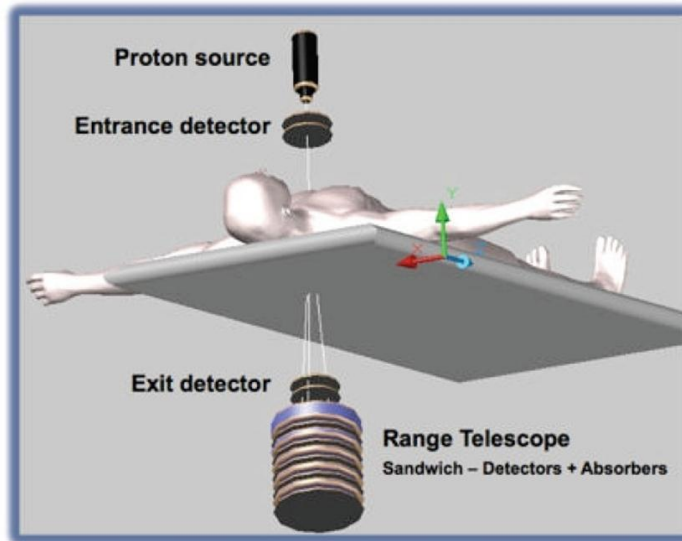 Proton source
Entrance detector
Y
X
Z
Exit detector
Range Telescope
Sandwich – Detectors + Absorbers